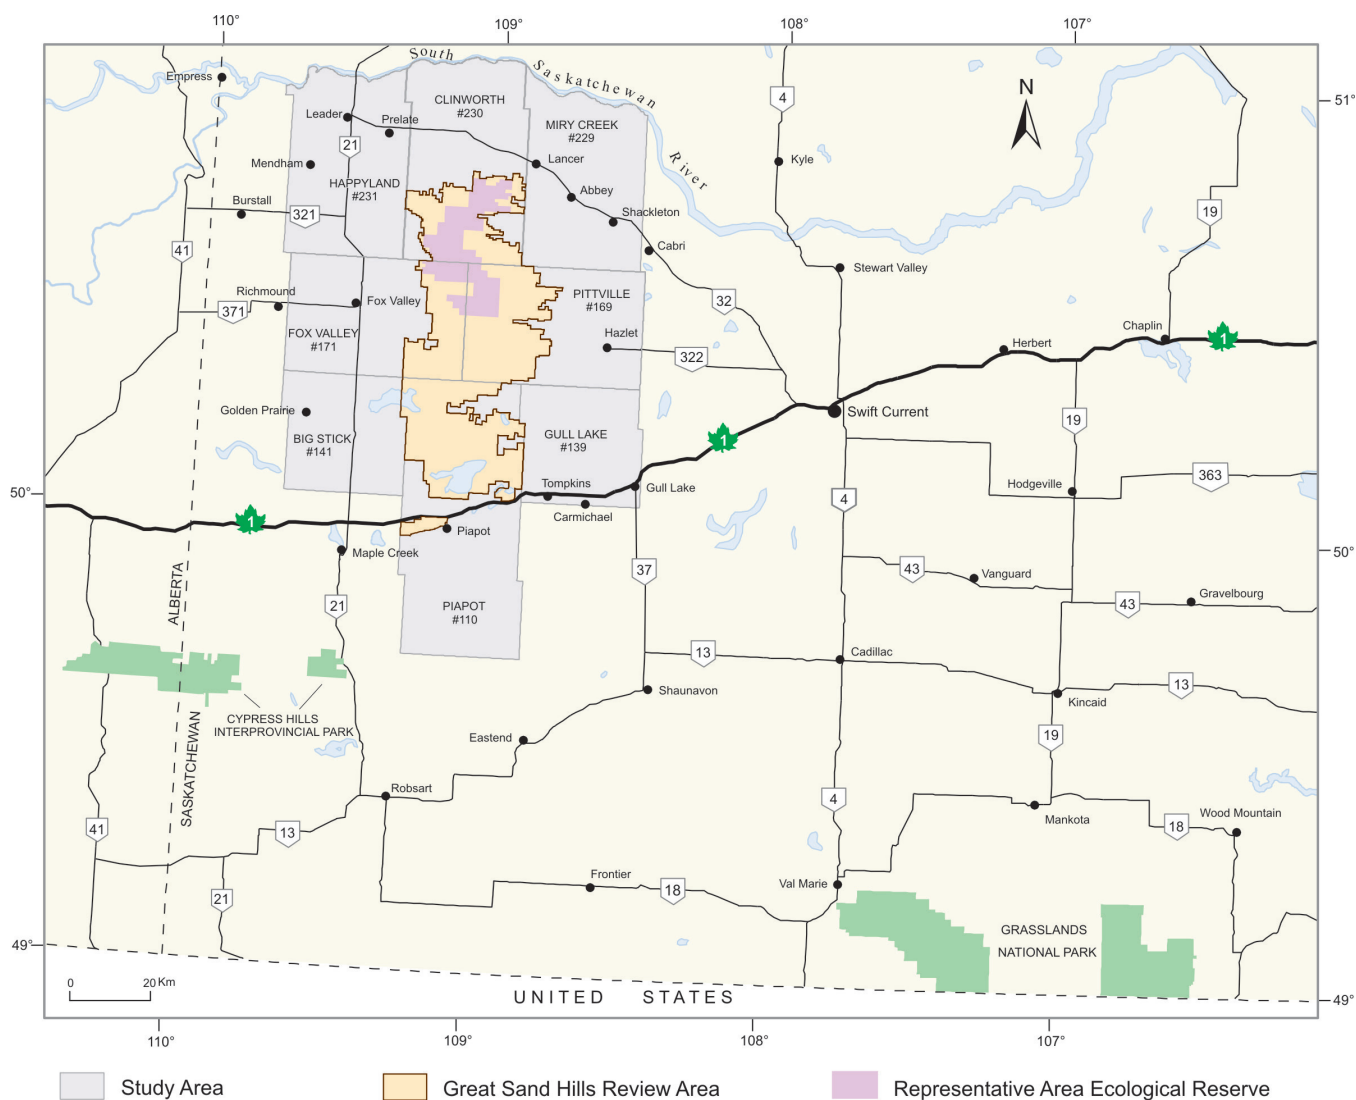 110°
109°
108°
107°
South
Saskatchewan
River
Empress
4
N
51°
CLINWORTH
#230
MIRY CREEK
#229
Leader
Prelate
21
Mendham
Lancer
Kyle
HAPPYLAND
#231
Abbey
Burstall
321
Shackleton
19
41
Cabri
Stewart Valley
Richmound
Fox Valley
PITTVILLE
#169
32
371
FOX VALLEY
#171
Hazlet
322
Chaplin
1
Herbert
Golden Prairie
Swift Current
19
BIG STICK
#141
GULL LAKE
#139
1
363
50°
Tompkins
Gull Lake
Hodgeville
4
Carmichael
1
Piapot
Maple Creek
50°
37
43
Vanguard
ALBERTA
21
PIAPOT
#110
43
Gravelbourg
13
Cadillac
13
Shaunavon
Kincaid
CYPRESS HILLS
INTERPROVINCIAL PARK
SASKATCHEWAN
Eastend
19
Robsart
4
Mankota
41
13
18
Wood Mountain
Frontier
18
Val Marie
21
GRASSLANDS
NATIONAL PARK
49°
0
20 Km
UNITED STATES
49°
110°
109°
108°
107°
Study Area
Great Sand Hills Review Area
Representative Area Ecological Reserve